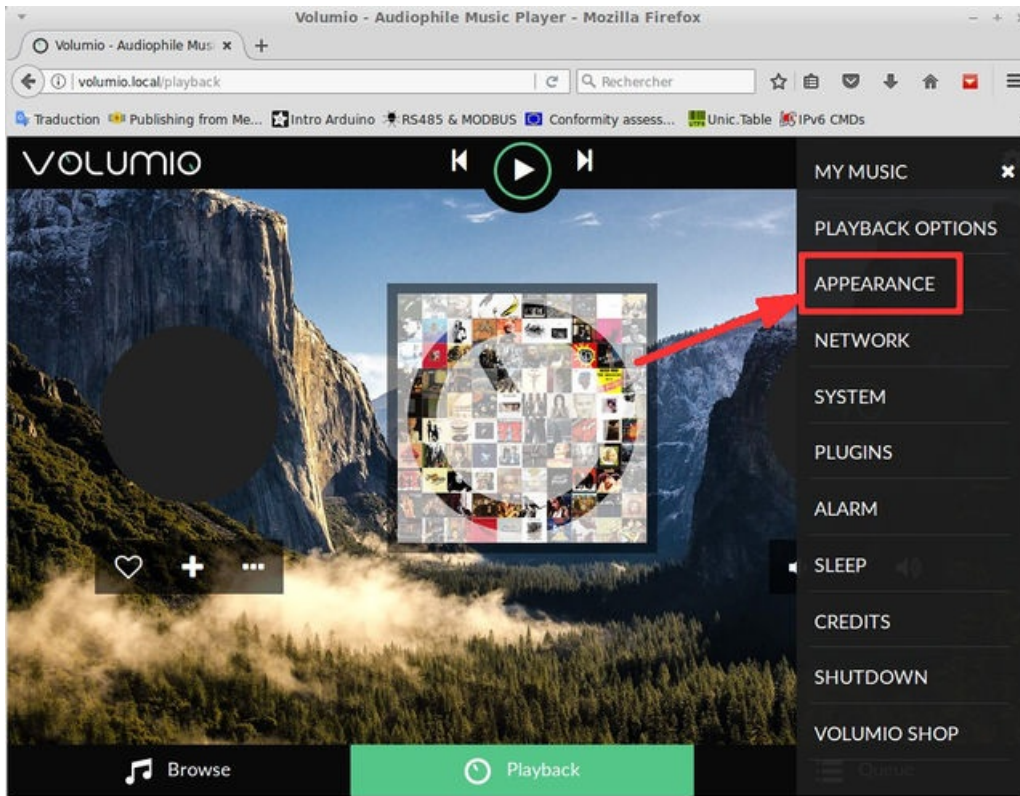 Volumio - Audiophile Music Player - Mozilla Firefox
Volumio - Audiophile Mus
volumio.local/playback
Rechercher
Traduction Publishing from Me... Intro Arduino RS485 & MODBUS Conformity assess... Unic.Table IPv6 CMDs
VOLUMIO
MY MUSIC
PLAYBACK OPTIONS
APPEARANCE
NETWORK
SYSTEM
PLUGINS
ALARM
SLEEP
CREDITS
SHUTDOWN
VOLUMIO SHOP
Browse
Playback
Queue